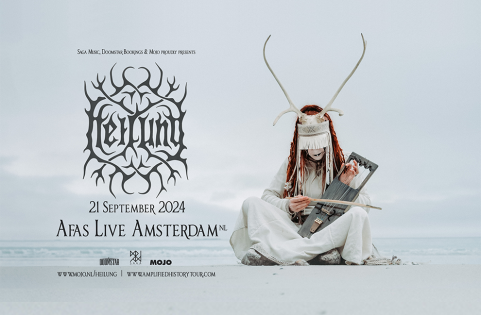 Saga Music, Doomstar Bookings & Mojo proudly presents
Heilung
21 September 2024
Afas Live Amsterdam NL
DOOMSTAR MOJO
www.mojo.nl/heilung | www.amplifiedhistorytour.com